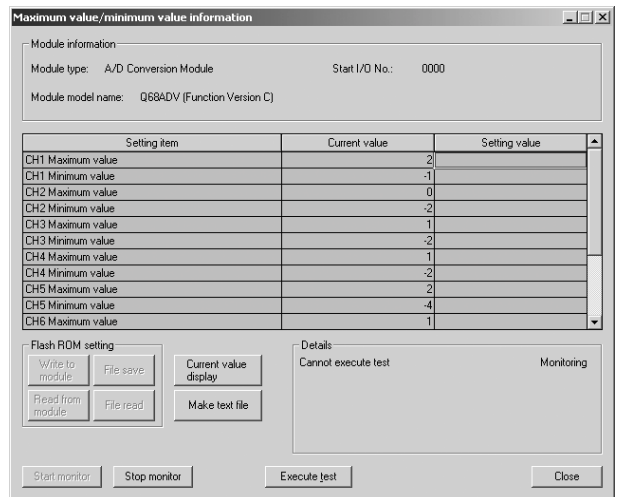 Maximum value/minimum value information
Module information
Module type: A/D Conversion Module Start I/O No.: 0000
Module model name: Q68ADV (Function Version C)
Setting item Current value Setting value
CH1 Maximum value 2
CH1 Minimum value -1
CH2 Maximum value 0
CH2 Minimum value -2
CH3 Maximum value 1
CH3 Minimum value -2
CH4 Maximum value 1
CH4 Minimum value -2
CH5 Maximum value 2
CH5 Minimum value -4
CH6 Maximum value 1
Flash ROM setting
Write to
module
File save
Read from
module
File read
Current value
display
Make text file
Details
Cannot execute test Monitoring
Start monitor Stop monitor Execute test Close